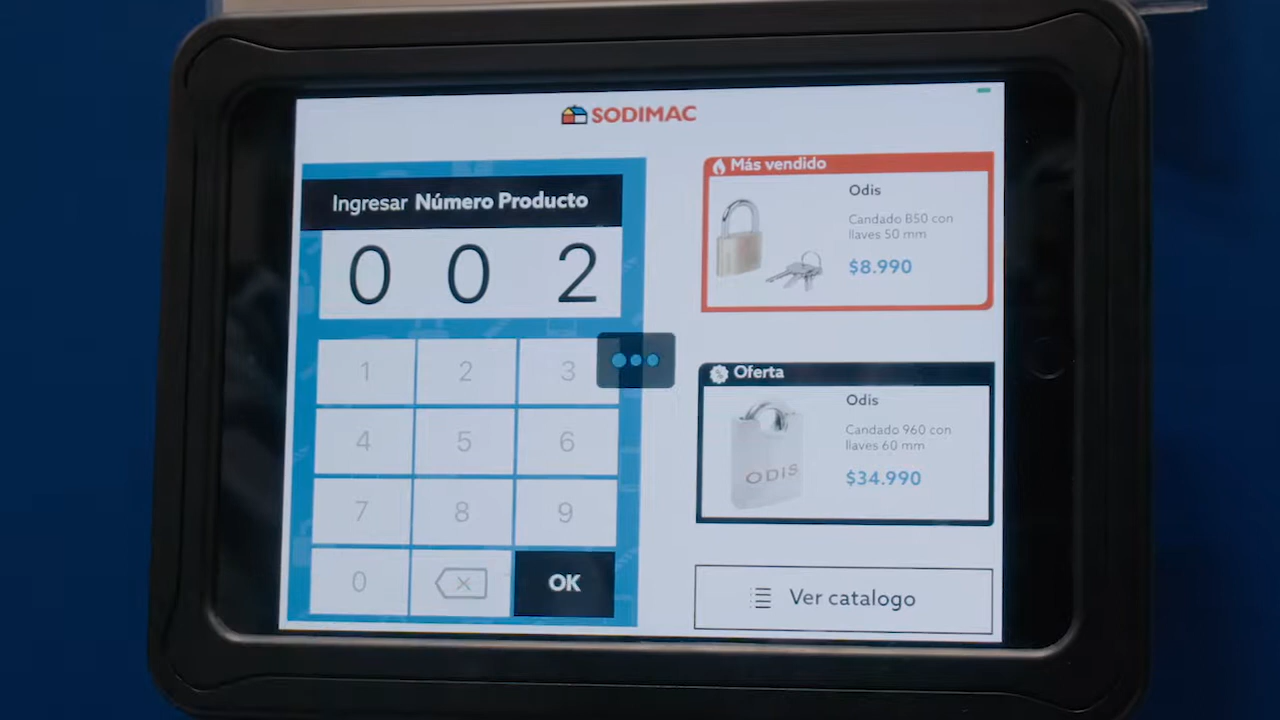 SODIMAC
Ingresar Número Producto
0 0 2
1 2 3
4 5 6
7 8 9
0 OK
Más vendido
Odis
Candado B50 con
llaves 50 mm
$8.990
Oferta
Odis
Candado 960 con
llaves 60 mm
$34.990
ODIS
Ver catalogo